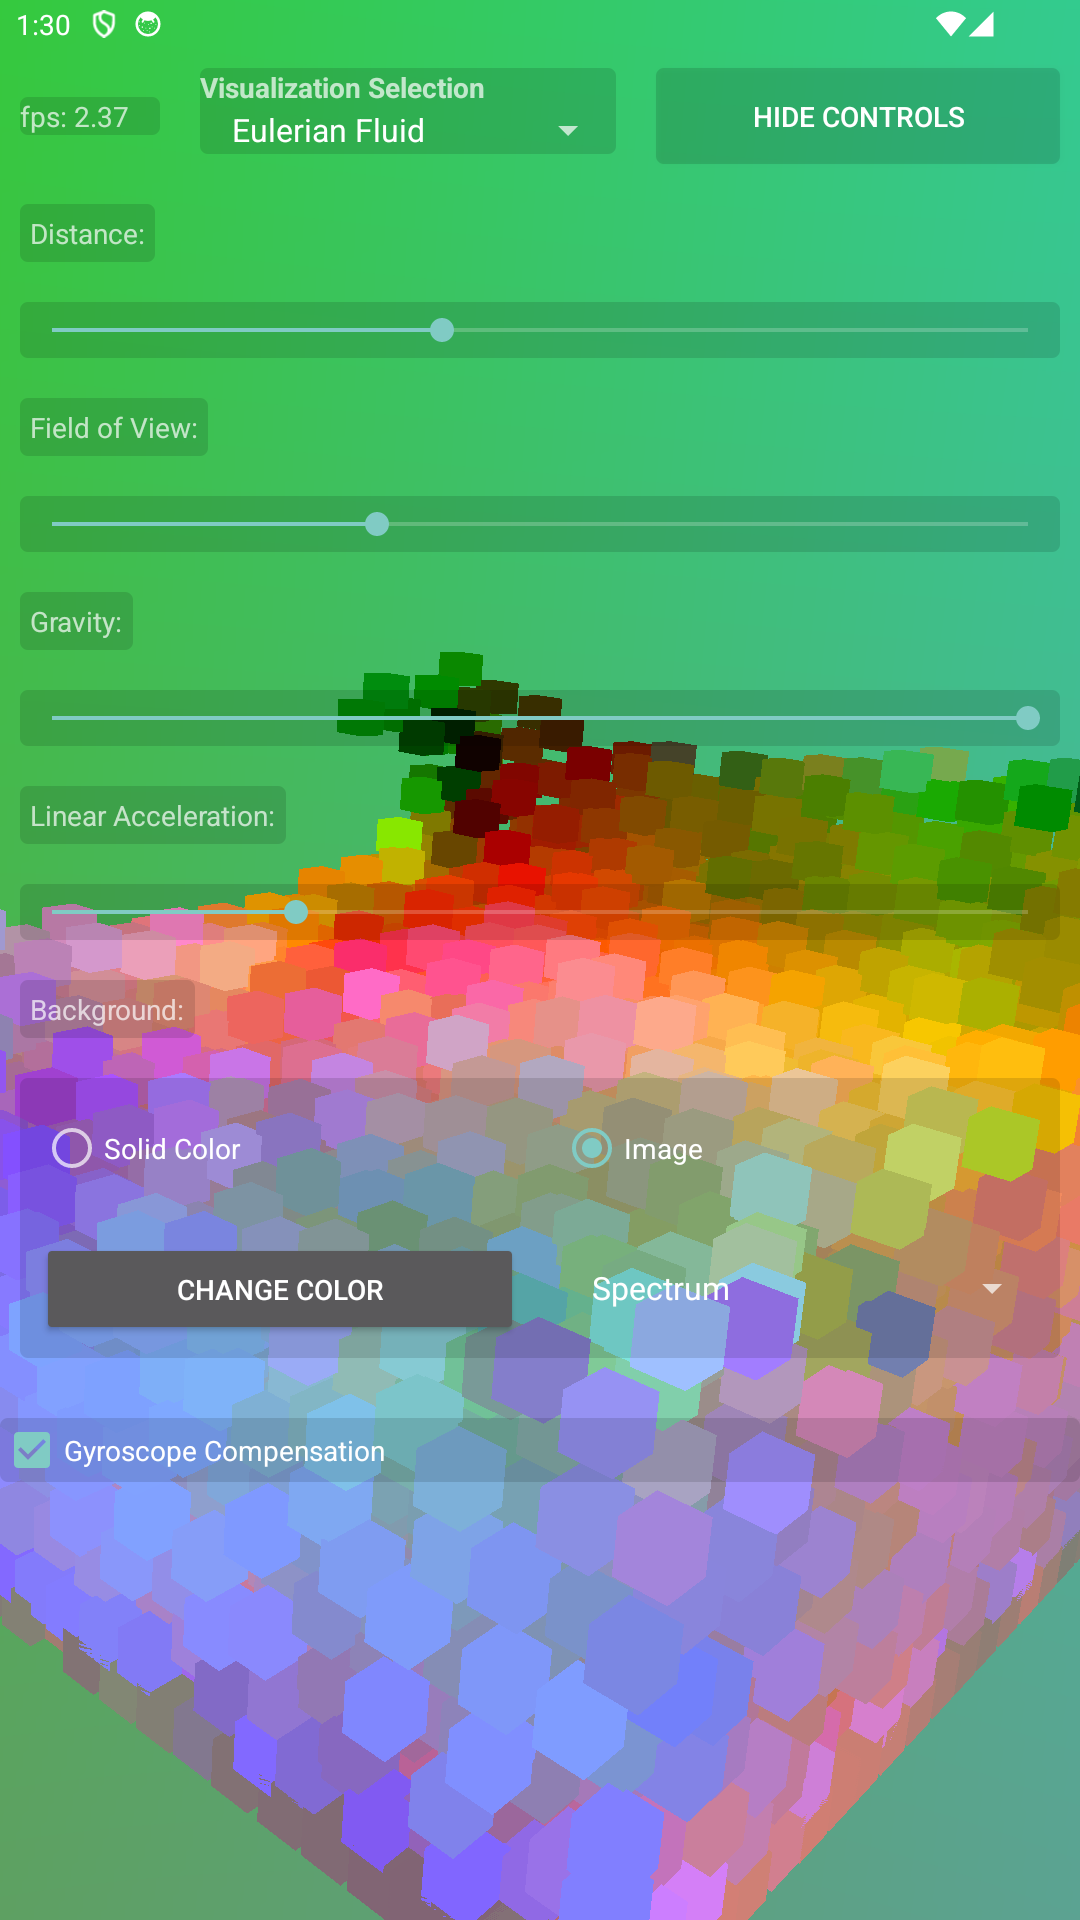 1:30
fps: 2.37
Visualization Selection
Eulerian Fluid
HIDE CONTROLS
Distance:
Field of View:
Gravity:
Linear Acceleration:
Background:
Solid Color
Image
CHANGE COLOR
Spectrum
Gyroscope Compensation